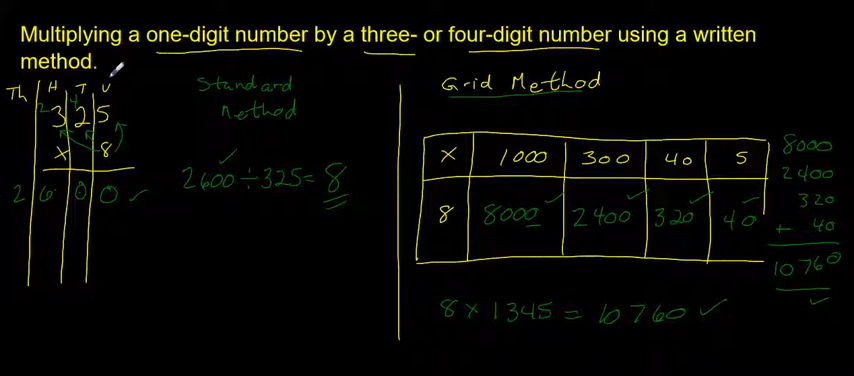 Multiplying a one-digit number by a three- or four-digit number using a written
method.
Th H T U
2 4
3 2 5
x 8
2 6 0 0 ✓
Standard
Method
2600 ÷ 325 = 8
✓
Grid Method
x 1000 300 40 5
8 8000 ✓ 2400 ✓ 320 ✓ 40 ✓
8000
2400
320
+ 40
10760
✓
8 x 1345 = 10760 ✓